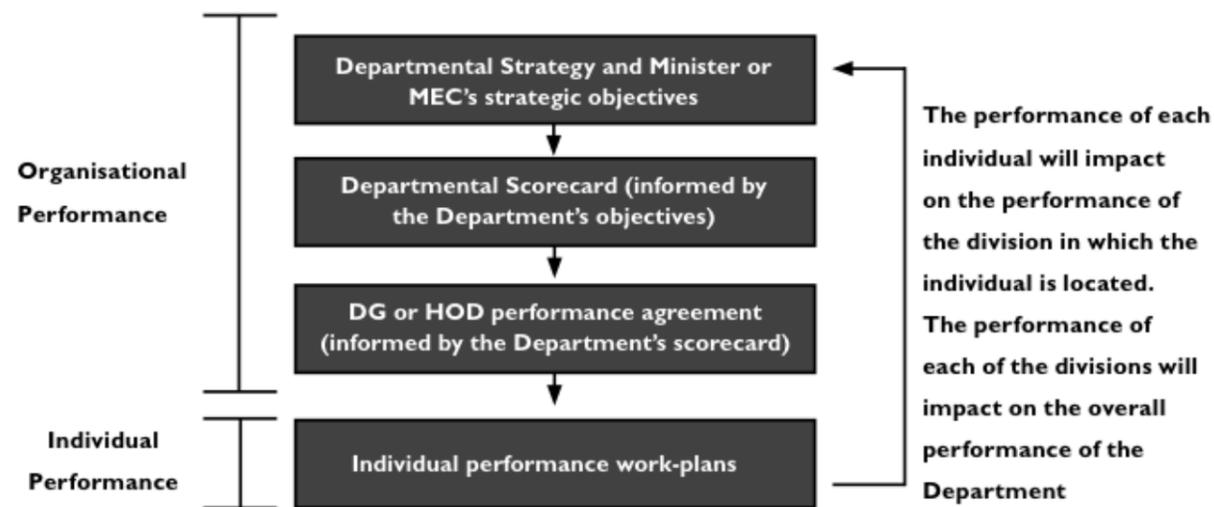 Organisational
Performance
Departmental Strategy and Minister or
MEC's strategic objectives
Departmental Scorecard (informed by
the Department's objectives)
DG or HOD performance agreement
(informed by the Department's scorecard)
Individual
Performance
Individual performance work-plans
The performance of each
individual will impact
on the performance of
the division in which the
individual is located.
The performance of
each of the divisions will
impact on the overall
performance of the
Department